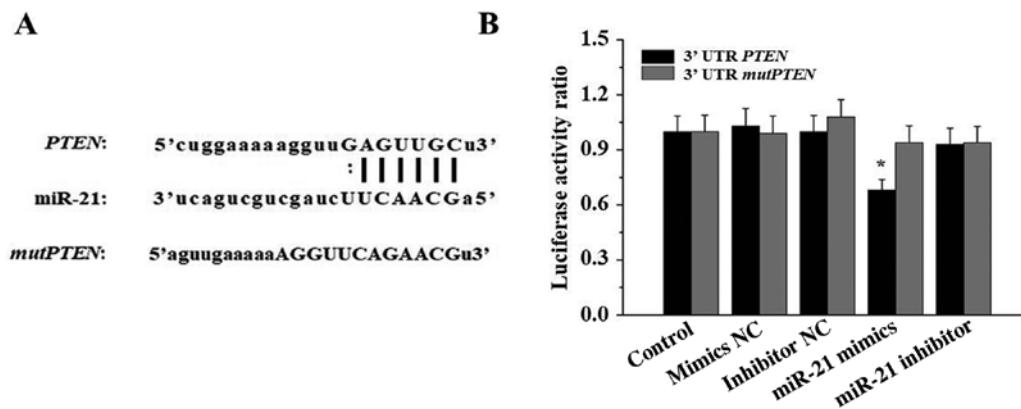 A
PTEN: 5'cuggaaaaagguuGAGUUGCu3'
:
miR-21: 3'ucagucgucgaucUUCAACGa5'
mutPTEN: 5'aguugaaaaaAGGUUCAGAACGu3'
B
1.5
1.2
0.9
0.6
0.3
0.0
Luciferase activity ratio
3' UTR PTEN
3' UTR mutPTEN
*
Control
Mimics NC
Inhibitor NC
miR-21 mimics
miR-21 inhibitor